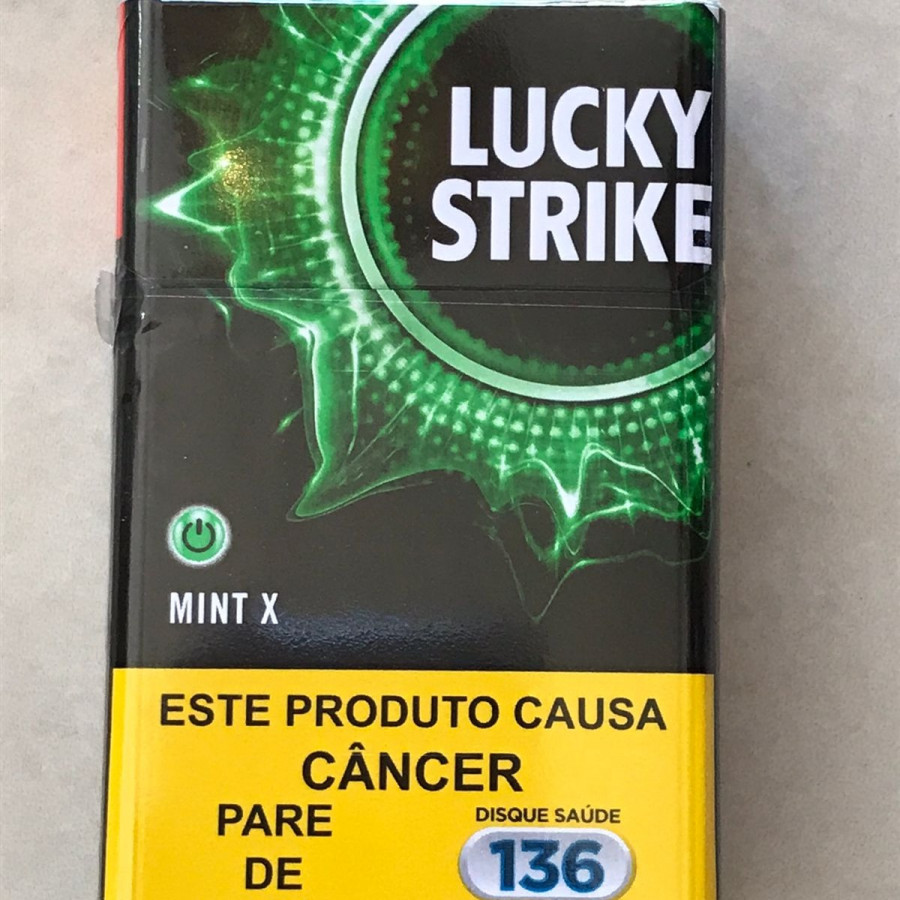 LUCKY
STRIKE
MINT X
ESTE PRODUTO CAUSA
CÂNCER
PARE
DE
DISQUE SAÚDE
136